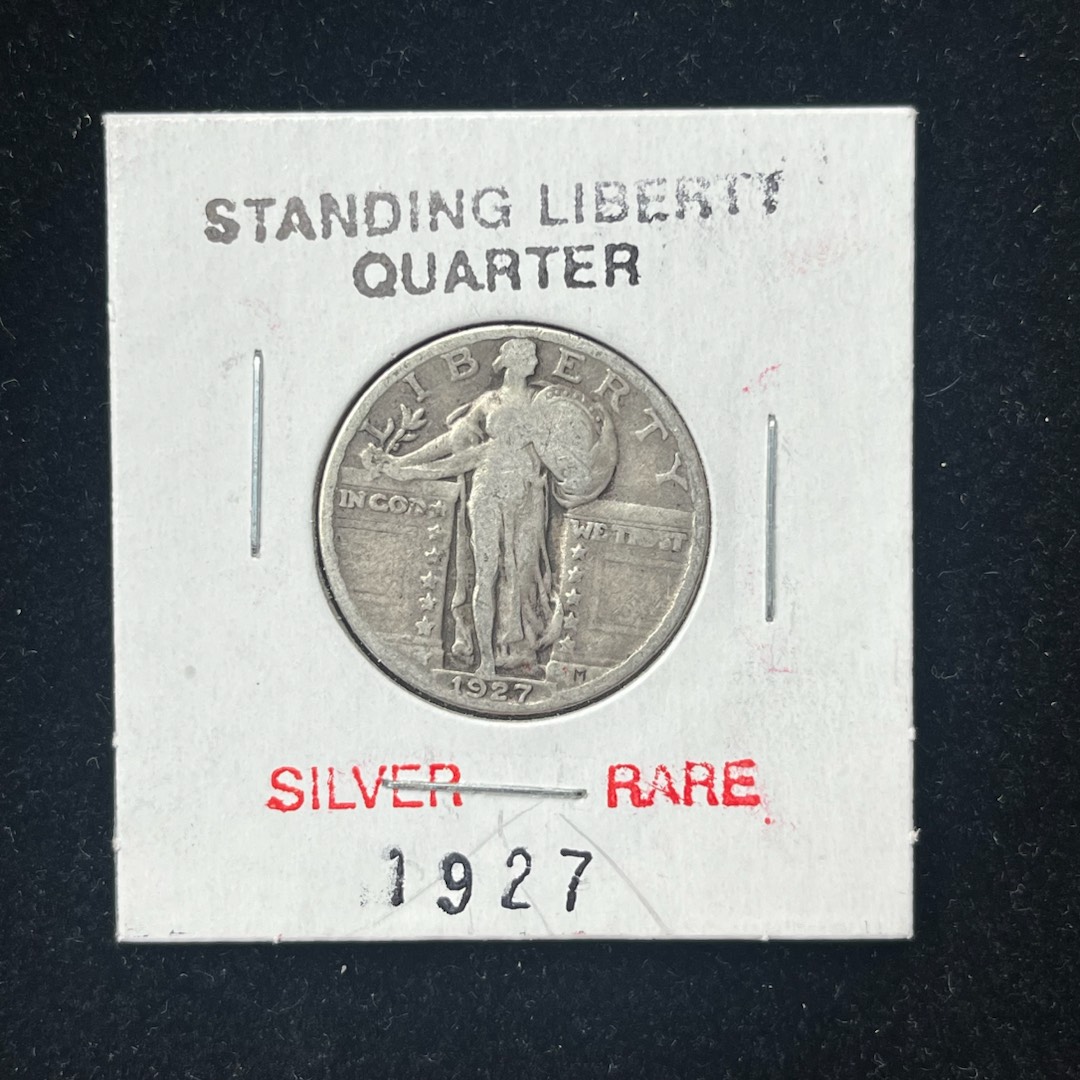 STANDING LIBERTY
QUARTER
LIBERTY
IN GOD WE TRUST
M
1927
SILVER RARE
1927